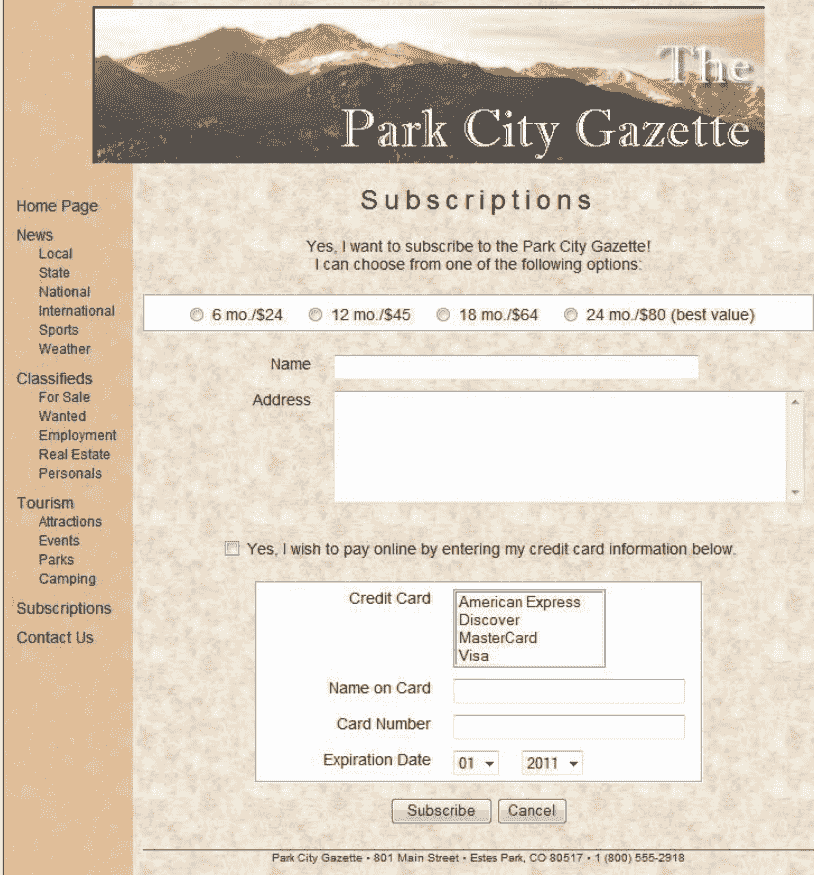 The
Park City Gazette
Home Page
News
Local
State
National
International
Sports
Weather
Classifieds
For Sale
Wanted
Employment
Real Estate
Personals
Tourism
Attractions
Events
Parks
Camping
Subscriptions
Contact Us
Subscriptions
Yes, I want to subscribe to the Park City Gazette!
I can choose from one of the following options:
6 mo./$24 12 mo./$45 18 mo./$64 24 mo./$80 (best value)
Name
Address
Yes, I wish to pay online by entering my credit card information below.
Credit Card
American Express
Discover
MasterCard
Visa
Name on Card
Card Number
Expiration Date 01 2011
Subscribe Cancel
Park City Gazette • 801 Main Street • Estes Park, CO 80517 • 1 (800) 555-2918